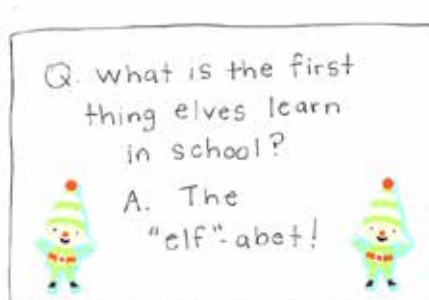 Q. What is the first
thing elves learn
in school?
A. The
"elf"-abet!